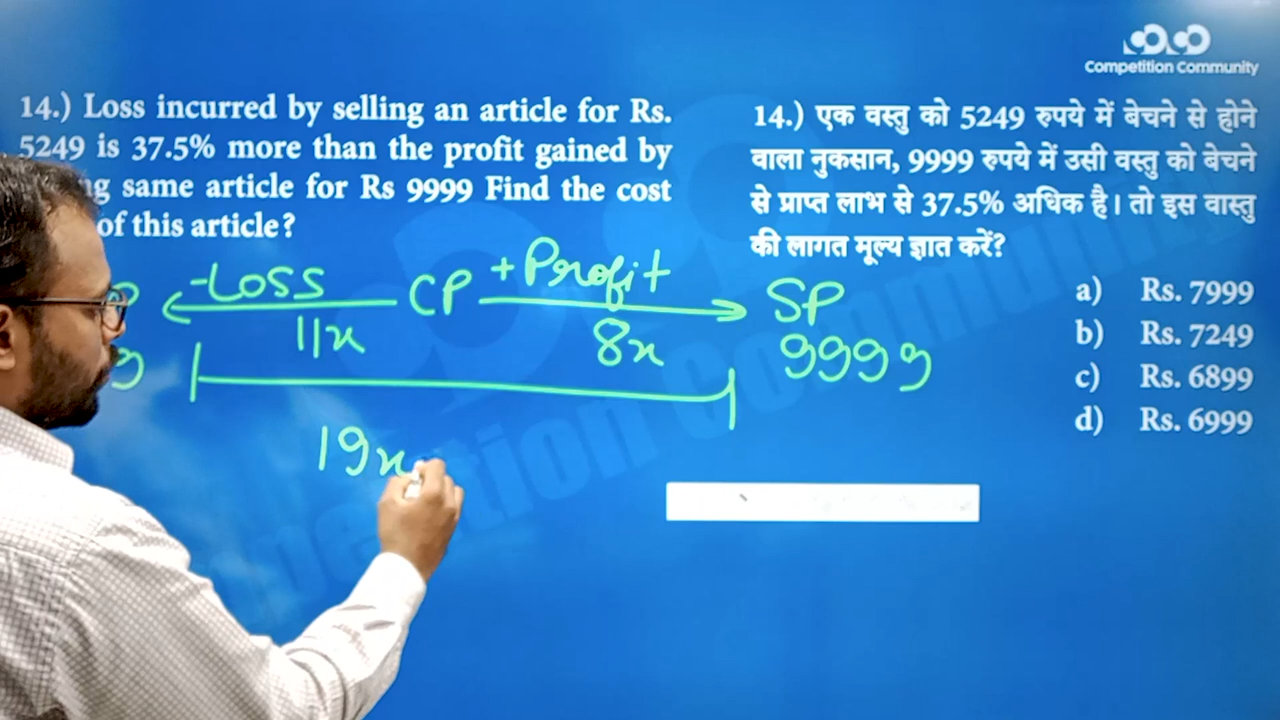 Competition Community
14.) Loss incurred by selling an article for Rs.
5249 is 37.5% more than the profit gained by
same article for Rs 9999 Find the cost
of this article?
14.) एक वस्तु को 5249 रुपये में बेचने से होने
वाला नुकसान, 9999 रुपये में उसी वस्तु को बेचने
से प्राप्त लाभ से 37.5% अधिक है। तो इस वास्तु
की लागत मूल्य ज्ञात करें?
a) Rs. 7999
b) Rs. 7249
c) Rs. 6899
d) Rs. 6999
-Loss CP +Profit SP
11x 8x 9999
19x